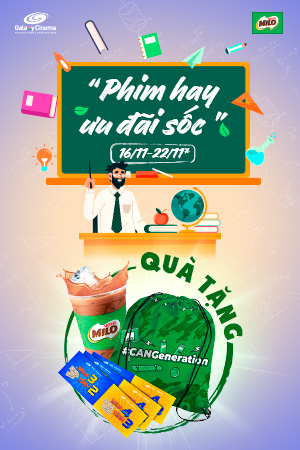 Galaxy Cinema
MILO
“Phim hay
ưu đãi sốc”
16/11-22/11
QUÀ TẶNG
MILO
#CANGeneration